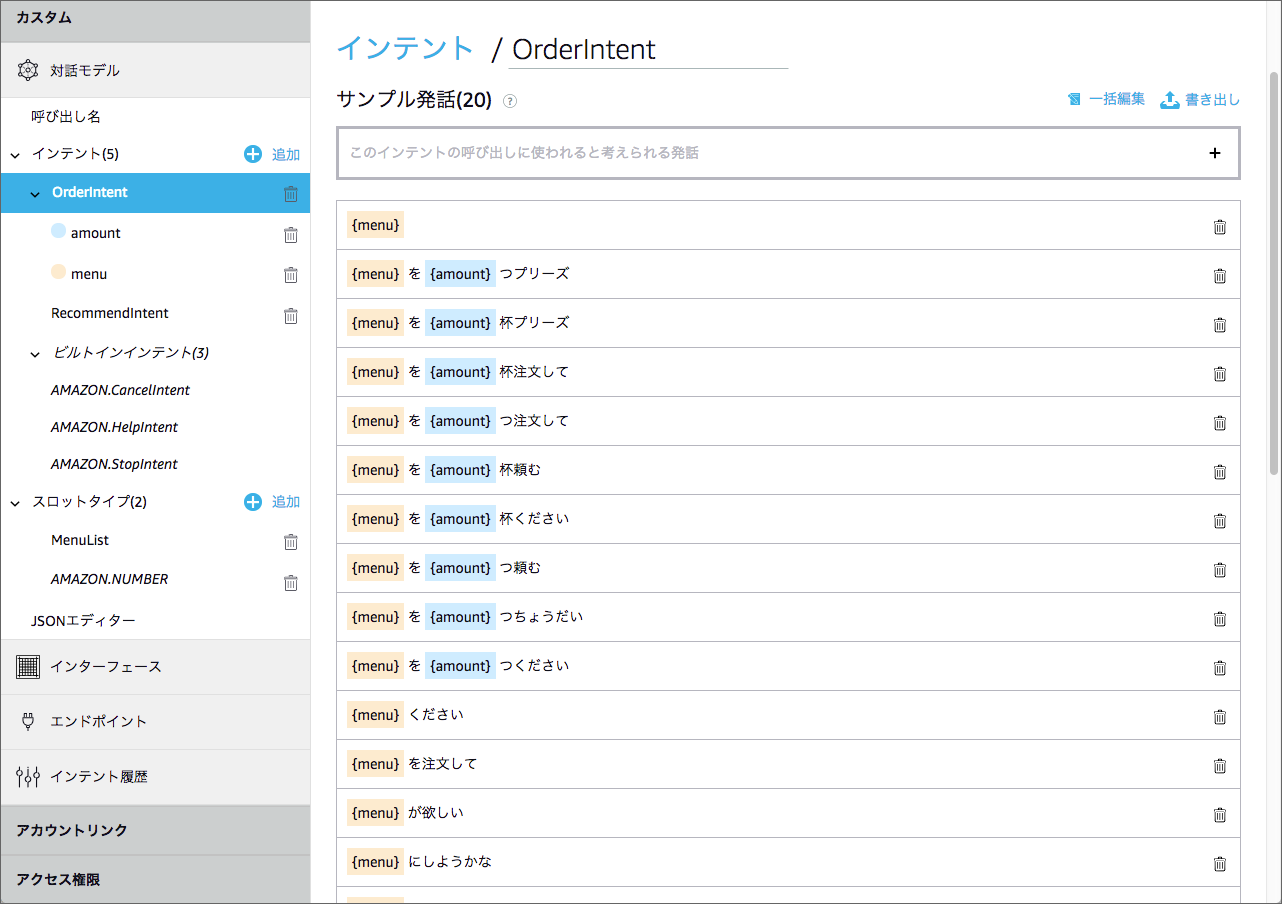 カスタム
対話モデル
呼び出し名
インテント(5) 追加
OrderIntent
amount
menu
RecommendIntent
ビルトインインテント(3)
AMAZON.CancelIntent
AMAZON.HelpIntent
AMAZON.StopIntent
スロットタイプ(2) 追加
MenuList
AMAZON.NUMBER
JSONエディター
インターフェース
エンドポイント
インテント履歴
アカウントリンク
アクセス権限
インテント / OrderIntent
サンプル発話(20) ? 一括編集 書き出し
このインテントの呼び出しに使われると考えられる発話 +
{menu}
{menu} を {amount} つプリーズ
{menu} を {amount} 杯プリーズ
{menu} を {amount} 杯注文して
{menu} を {amount} つ注文して
{menu} を {amount} 杯頼む
{menu} を {amount} 杯ください
{menu} を {amount} つ頼む
{menu} を {amount} つちょうだい
{menu} を {amount} つください
{menu} ください
{menu} を注文して
{menu} が欲しい
{menu} にしようかな